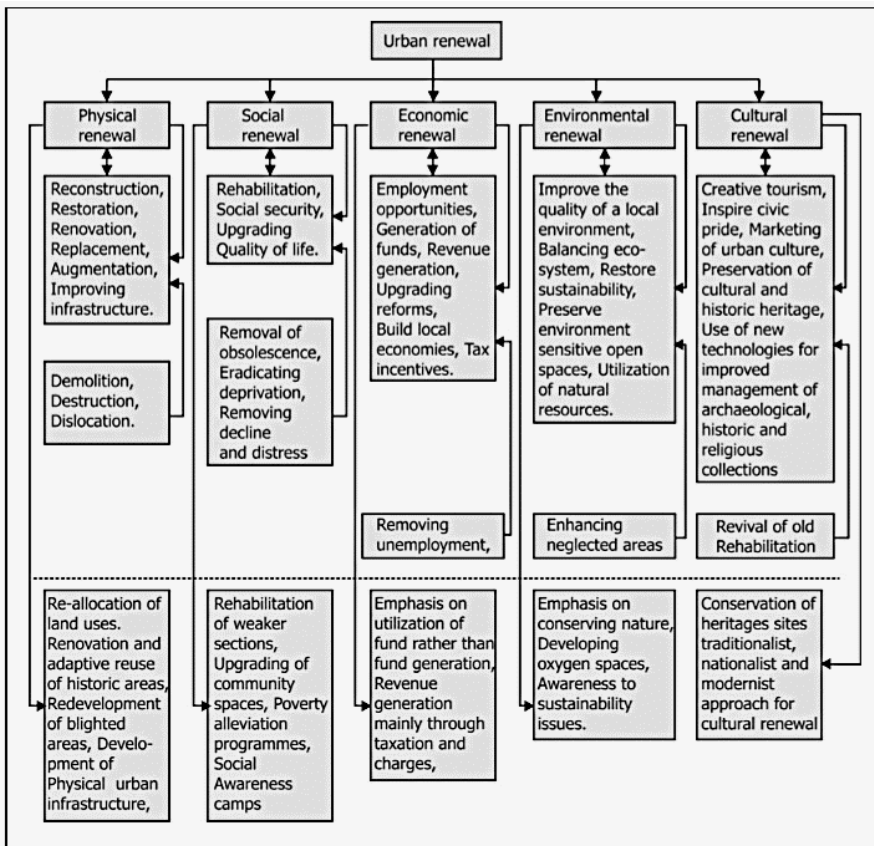 Urban renewal
Physical
renewal
Social
renewal
Economic
renewal
Environmental
renewal
Cultural
renewal
Reconstruction,
Restoration,
Renovation,
Replacement,
Augmentation,
Improving
infrastructure.
Rehabilitation,
Social security,
Upgrading
Quality of life.
Employment
opportunities,
Generation of
funds, Revenue
generation,
Upgrading
reforms,
Build local
economies, Tax
incentives.
Improve the
quality of a local
environment,
Balancing eco-
system, Restore
sustainability,
Preserve
environment
sensitive open
spaces, Utilization
of natural
resources.
Creative tourism,
Inspire civic
pride, Marketing
of urban culture,
Preservation of
cultural and
historic heritage,
Use of new
technologies for
improved
management of
archaeological,
historic and
religious
collections
Demolition,
Destruction,
Dislocation.
Removal of
obsolescence,
Eradicating
deprivation,
Removing
decline
and distress
Removing
unemployment,
Enhancing
neglected areas
Revival of old
Rehabilitation
Re-allocation of
land uses.
Renovation and
adaptive reuse
of historic areas,
Redevelopment
of blighted
areas, Develo-
pment of
Physical urban
infrastructure,
Rehabilitation
of weaker
sections,
Upgrading of
community
spaces, Poverty
alleviation
programmes,
Social
Awareness
camps
Emphasis on
utilization of
fund rather than
fund generation,
Revenue
generation
mainly through
taxation and
charges,
Emphasis on
conserving nature,
Developing
oxygen spaces,
Awareness to
sustainability
issues.
Conservation of
heritages sites
traditionalist,
nationalist and
modernist
approach for
cultural renewal